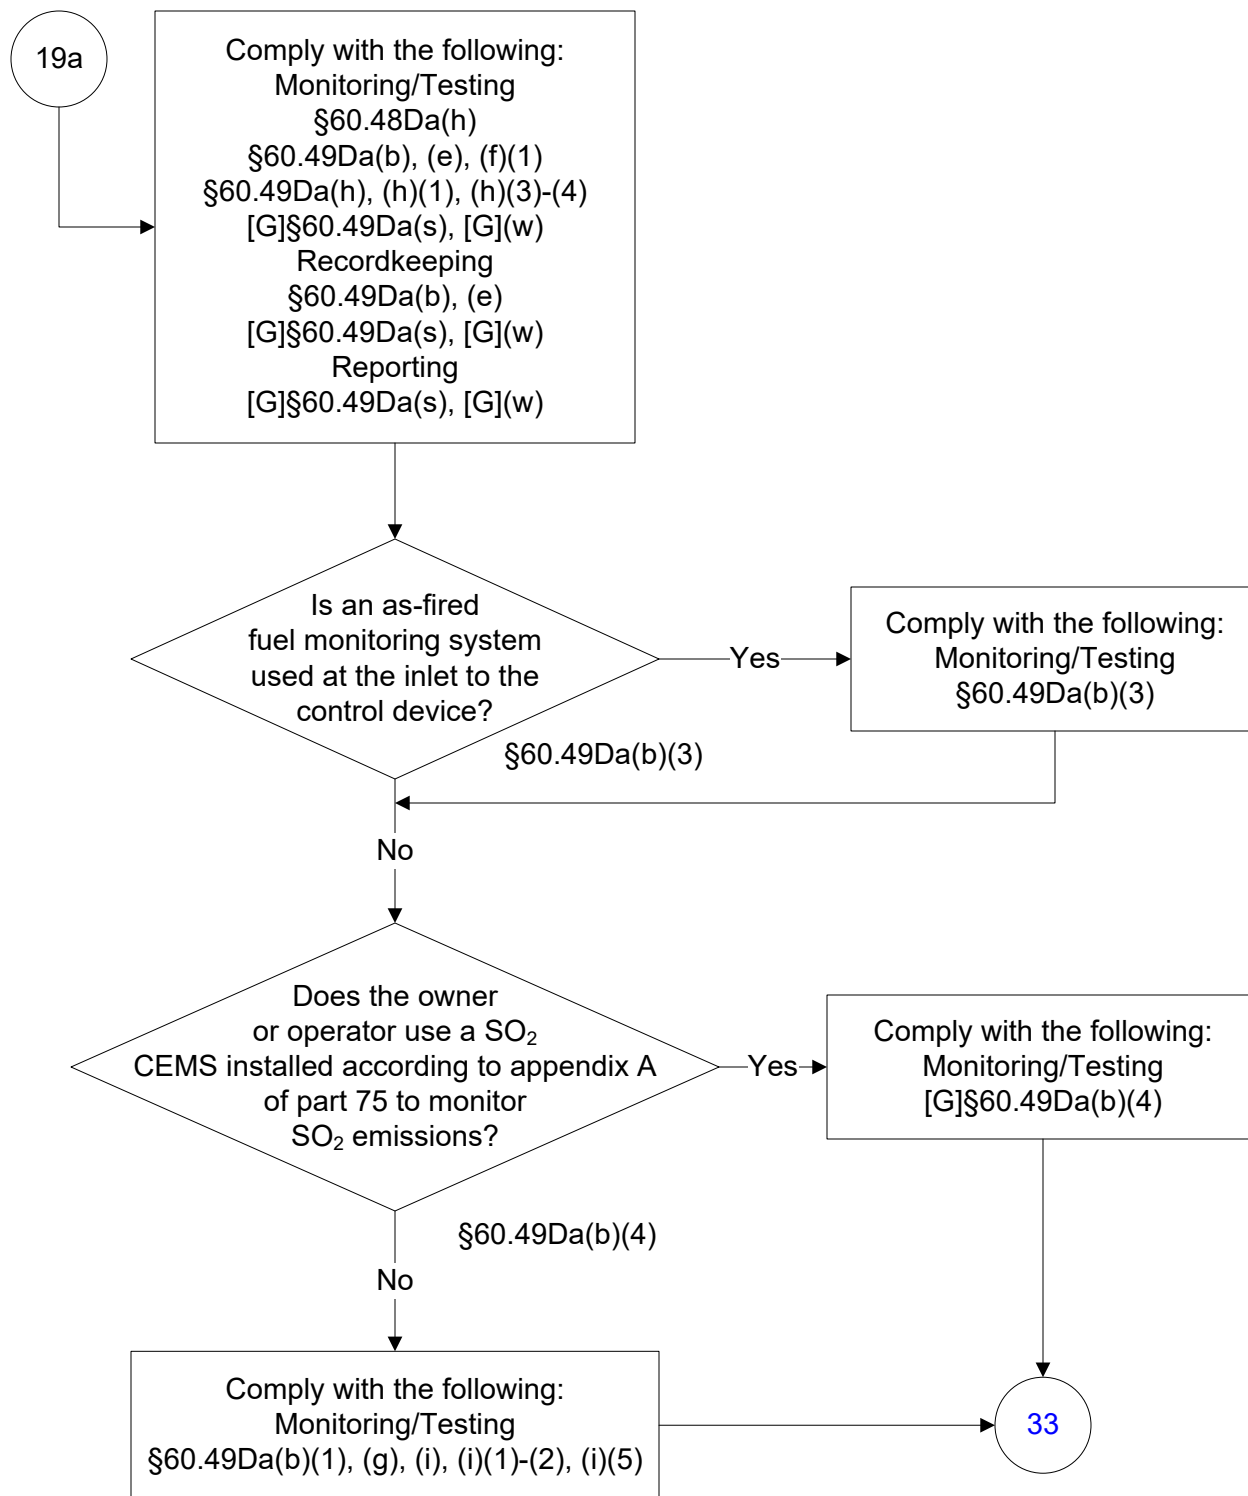 19a
Comply with the following:
Monitoring/Testing
§60.48Da(h)
§60.49Da(b), (e), (f)(1)
§60.49Da(h), (h)(1), (h)(3)-(4)
[G]§60.49Da(s), [G](w)
Recordkeeping
§60.49Da(b), (e)
[G]§60.49Da(s), [G](w)
Reporting
[G]§60.49Da(s), [G](w)
Is an as-fired
fuel monitoring system
used at the inlet to the
control device?
Yes
Comply with the following:
Monitoring/Testing
§60.49Da(b)(3)
§60.49Da(b)(3)
No
Does the owner
or operator use a SO₂
CEMS installed according to appendix A
of part 75 to monitor
SO₂ emissions?
Yes
Comply with the following:
Monitoring/Testing
[G]§60.49Da(b)(4)
§60.49Da(b)(4)
No
Comply with the following:
Monitoring/Testing
§60.49Da(b)(1), (g), (i), (i)(1)-(2), (i)(5)
33